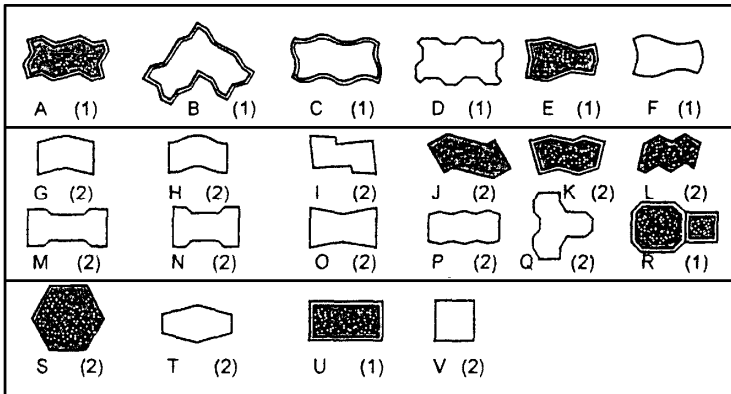 A (1) B (1) C (1) D (1) E (1) F (1)
G (2) H (2) I (2) J (2) K (2) L (2)
M (2) N (2) O (2) P (2) Q (2) R (1)
S (2) T (2) U (1) V (2)